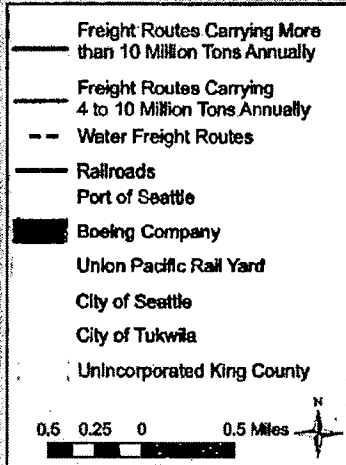 Freight Routes Carrying More
than 10 Million Tons Annually
Freight Routes Carrying
4 to 10 Million Tons Annually
Water Freight Routes
Railroads
Port of Seattle
Boeing Company
Union Pacific Rail Yard
City of Seattle
City of Tukwila
Unincorporated King County
N
0.5 0.25 0 0.5 Miles